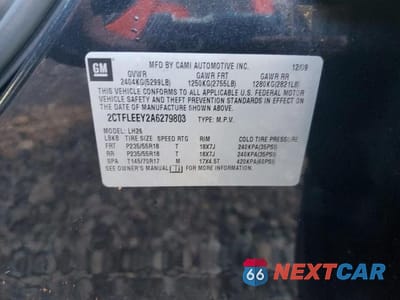 GM
MFD BY CAMI AUTOMOTIVE INC. 12/09
GVWR GAWR FRT GAWR RR
2404KG(5299LB) 1250KG(2755LB) 1280KG(2821LB)
THIS VEHICLE CONFORMS TO ALL APPLICABLE U.S. FEDERAL MOTOR
VEHICLE SAFETY, AND THEFT PREVENTION STANDARDS IN EFFECT ON THE
DATE OF MANUFACTURE SHOWN ABOVE.
2CTFLEEY2A6279803 TYPE: M.P.V.
MODEL: LH26
TIRE SIZE SPEED RTG RIM COLD TIRE PRESSURE
FRT P235/55R18 T 18X7J 240KPA(35PSI)
RR P235/55R18 T 18X7J 240KPA(35PSI)
SPA T145/70R17 M 17X4.5T 420KPA(60PSI)
SEE OWNER'S MANUAL FOR MORE INFORMATION.
66 NEXTCAR